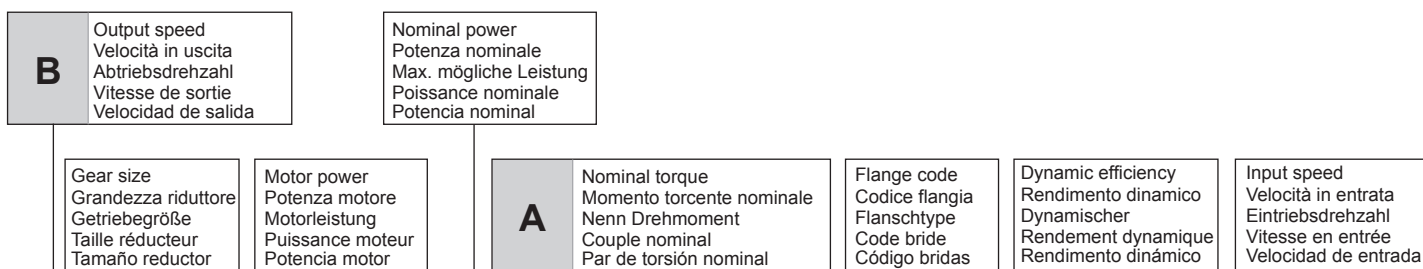 B
Output speed
Velocità in uscita
Abtriebsdrehzahl
Vitesse de sortie
Velocidad de salida
Nominal power
Potenza nominale
Max. mögliche Leistung
Poissance nominale
Potencia nominal
Gear size
Grandezza riduttore
Getriebegröße
Taille réducteur
Tamaño reductor
Motor power
Potenza motore
Motorleistung
Puissance moteur
Potencia motor
A
Nominal torque
Momento torcente nominale
Nenn Drehmoment
Couple nominal
Par de torsión nominal
Flange code
Codice flangia
Flanschtype
Code bride
Código bridas
Dynamic efficiency
Rendimento dinamico
Dynamischer
Rendement dynamique
Rendimento dinámico
Input speed
Velocità in entrata
Eintriebsdrehzahl
Vitesse en entrée
Velocidad de entrada